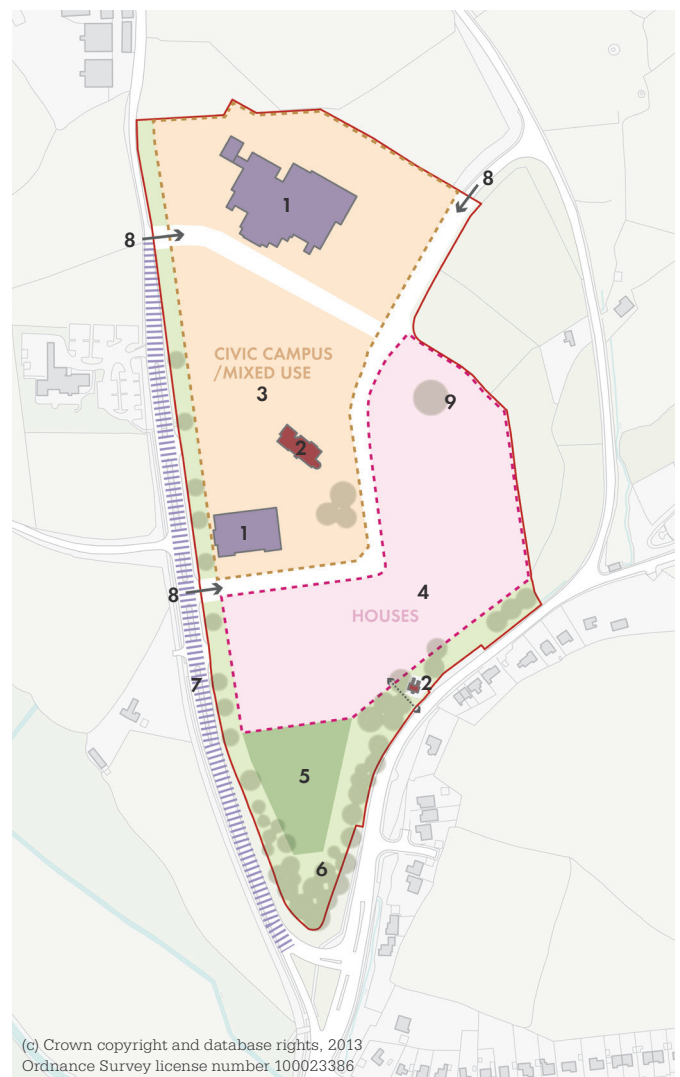 8
1
8
CIVIC CAMPUS
/MIXED USE
3
9
2
1
8
4
HOUSES
2
7
5
6
(c) Crown copyright and database rights, 2013
Ordnance Survey license number 100023386